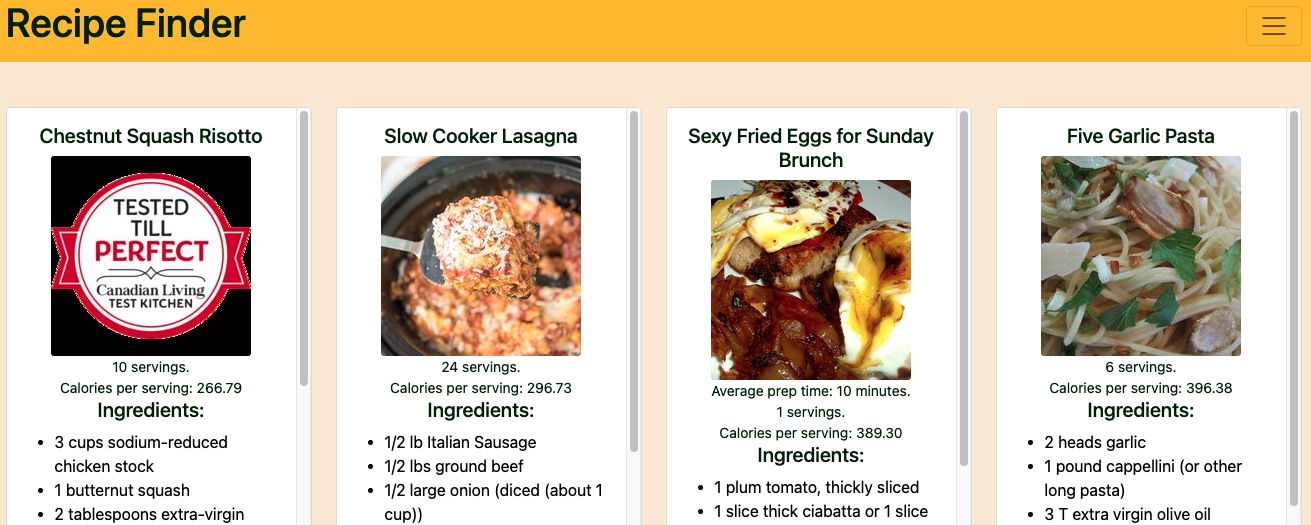 Recipe Finder
Chestnut Squash Risotto
TESTED
TILL
PERFECT
Canadian Living
TEST KITCHEN
10 servings.
Calories per serving: 266.79
Ingredients:
3 cups sodium-reduced
chicken stock
1 butternut squash
2 tablespoons extra-virgin
Slow Cooker Lasagna
24 servings.
Calories per serving: 296.73
Ingredients:
1/2 lb Italian Sausage
1/2 lbs ground beef
1/2 large onion (diced (about 1
cup))
Sexy Fried Eggs for Sunday
Brunch
Average prep time: 10 minutes.
1 servings.
Calories per serving: 389.30
Ingredients:
1 plum tomato, thickly sliced
1 slice thick ciabatta or 1 slice
Five Garlic Pasta
6 servings.
Calories per serving: 396.38
Ingredients:
2 heads garlic
1 pound cappellini (or other
long pasta)
3 T extra virgin olive oil